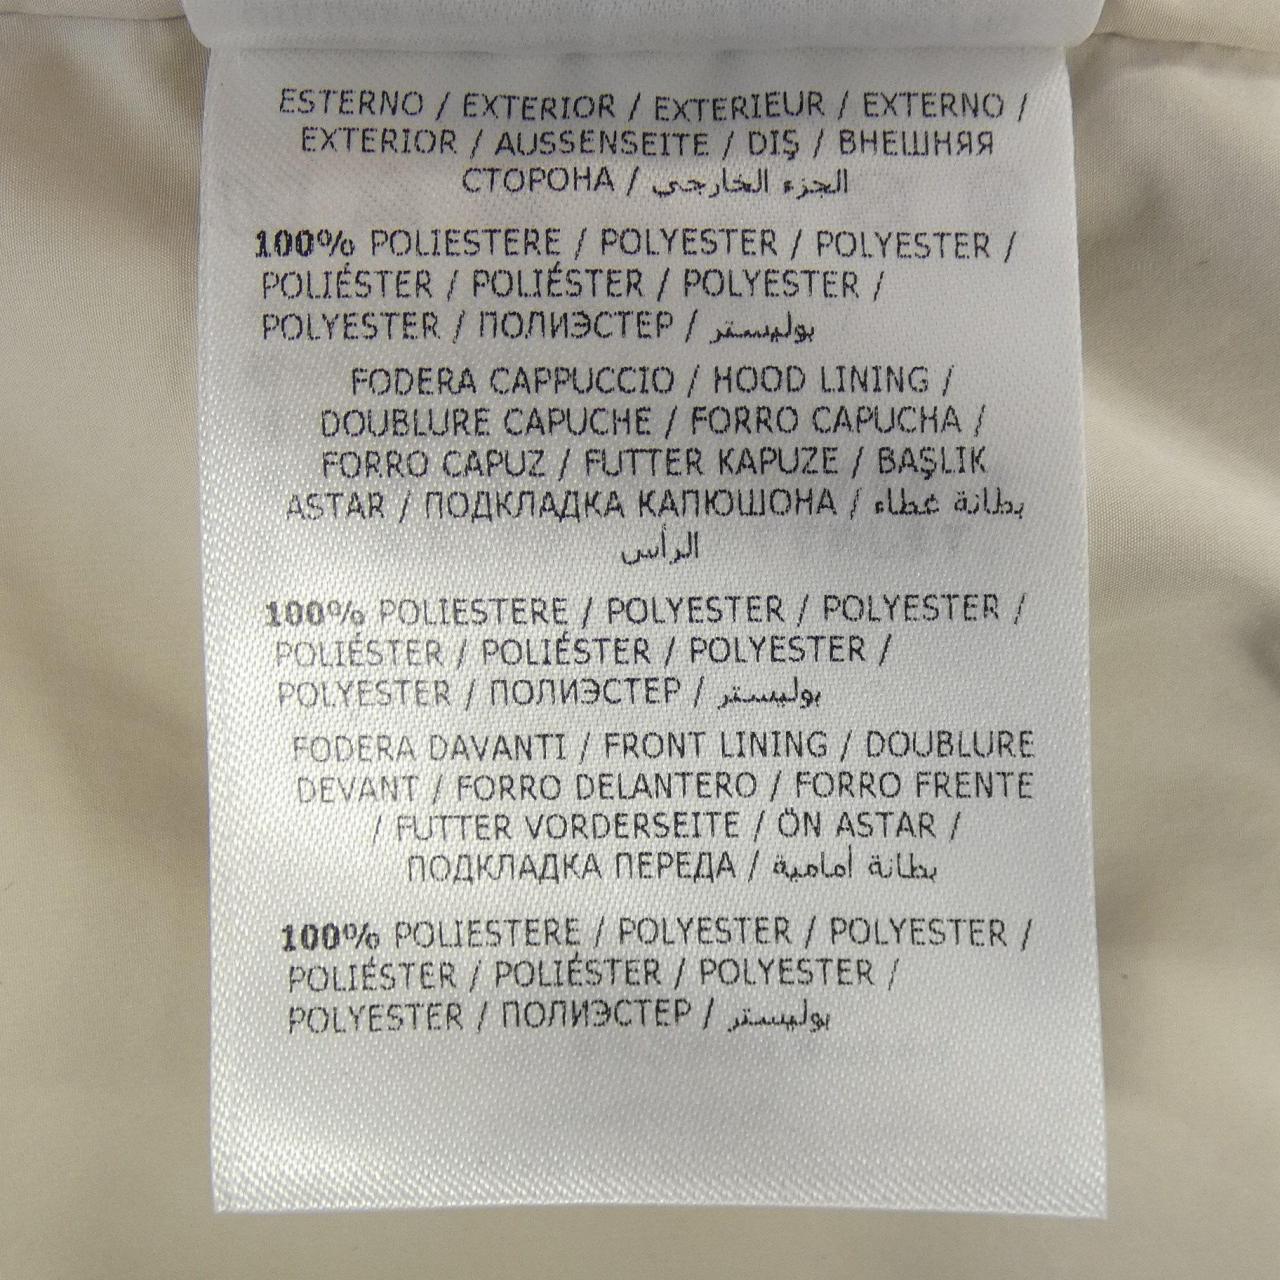 ESTERNO / EXTERIOR / EXTERIEUR / EXTERNO /
EXTERIOR / AUSSENSEITE / DIŞ / ВНЕШНЯЯ
СТОРОНА / الجزء الخارجي
100% POLIESTERE / POLYESTER / POLYESTER /
POLIÉSTER / POLIÉSTER / POLYESTER /
POLYESTER / ПОЛИЭСТЕР / بوليستر
FODERA CAPPUCCIO / HOOD LINING /
DOUBLURE CAPUCHE / FORRO CAPUCHA /
FORRO CAPUZ / FUTTER KAPUZE / BAŞLIK
ASTAR / ПОДКЛАДКА КАПЮШОНА / بطانة غطاء
الرأس
100% POLIESTERE / POLYESTER / POLYESTER /
POLIÉSTER / POLIÉSTER / POLYESTER /
POLYESTER / ПОЛИЭСТЕР / بوليستر
FODERA DAVANTI / FRONT LINING / DOUBLURE
DEVANT / FORRO DELANTERO / FORRO FRENTE
/ FUTTER VORDERSEITE / ÖN ASTAR /
ПОДКЛАДКА ПЕРЕДА / بطانة أمامية
100% POLIESTERE / POLYESTER / POLYESTER /
POLIÉSTER / POLIÉSTER / POLYESTER /
POLYESTER / ПОЛИЭСТЕР / بوليستر